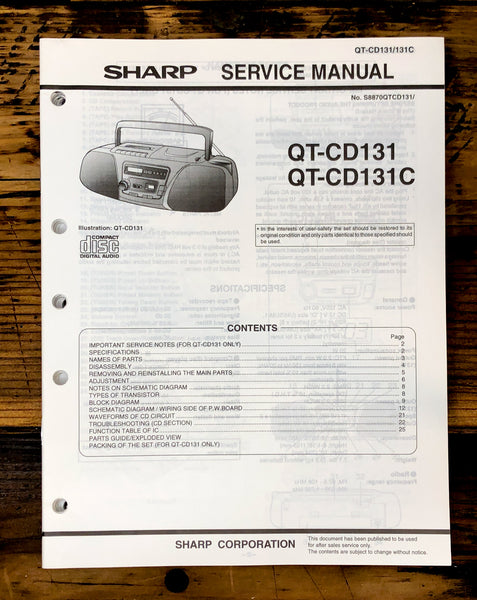 QT-CD131/131C
SHARP SERVICE MANUAL
No. S8870QTCD131/
QT-CD131
QT-CD131C
Illustration: QT-CD131
COMPACT
disc
DIGITAL AUDIO
• In the interests of user-safety the set should be restored to its
original condition and only parts identical to those specified should
be used.
CONTENTS
Page
IMPORTANT SERVICE NOTES (FOR QT-CD131 ONLY) 2
SPECIFICATIONS 2
NAMES OF PARTS 3
DISASSEMBLY 4
REMOVING AND REINSTALLING THE MAIN PARTS 5
ADJUSTMENT 6
NOTES ON SCHEMATIC DIAGRAM 8
TYPES OF TRANSISTOR 8
BLOCK DIAGRAM 9
SCHEMATIC DIAGRAM / WIRING SIDE OF P.W.BOARD 12
WAVEFORMS OF CD CIRCUIT 21
TROUBLESHOOTING (CD SECTION) 22
FUNCTION TABLE OF IC 25
PARTS GUIDE/EXPLODED VIEW
PACKING OF THE SET (FOR QT-CD131 ONLY)
SHARP CORPORATION
This document has been published to be used
for after sales service only.
The contents are subject to change without notice.